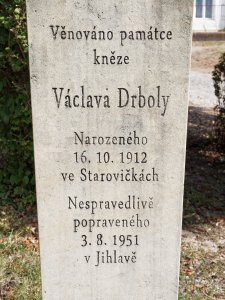 Věnováno památce
kněze
Václava Drboly
Narozeného
16. 10. 1912
ve Starovičkách
Nespravedlivě
popraveného
3. 8. 1951
v Jihlavě